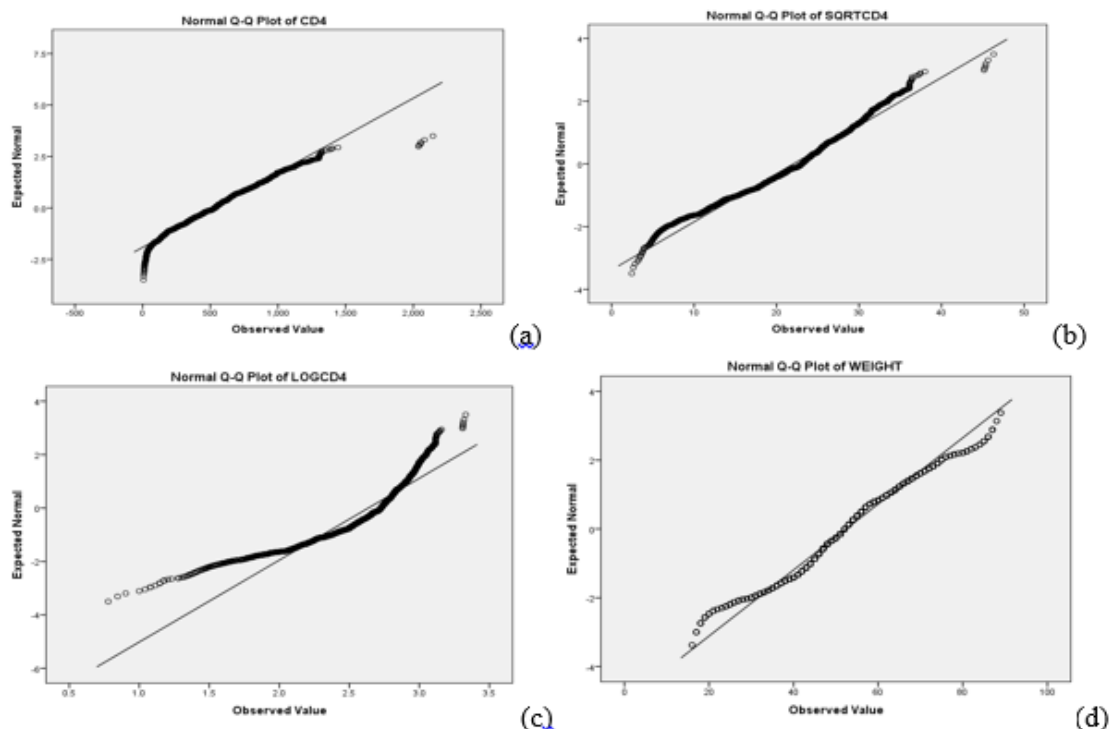 Normal Q-Q Plot of CD4
7.5
5.0
2.5
0.0
-2.5
Expected Normal
-500
0
500
1,000
1,500
2,000
2,500
Observed Value
(a)
Normal Q-Q Plot of SQRTCD4
4
2
0
-2
-4
Expected Normal
0
10
20
30
40
50
Observed Value
(b)
Normal Q-Q Plot of LOGCD4
4
2
0
-2
-4
-6
Expected Normal
0.5
1.0
1.5
2.0
2.5
3.0
3.5
Observed Value
(c)
Normal Q-Q Plot of WEIGHT
4
2
0
-2
-4
Expected Normal
0
20
40
60
80
100
Observed Value
(d)